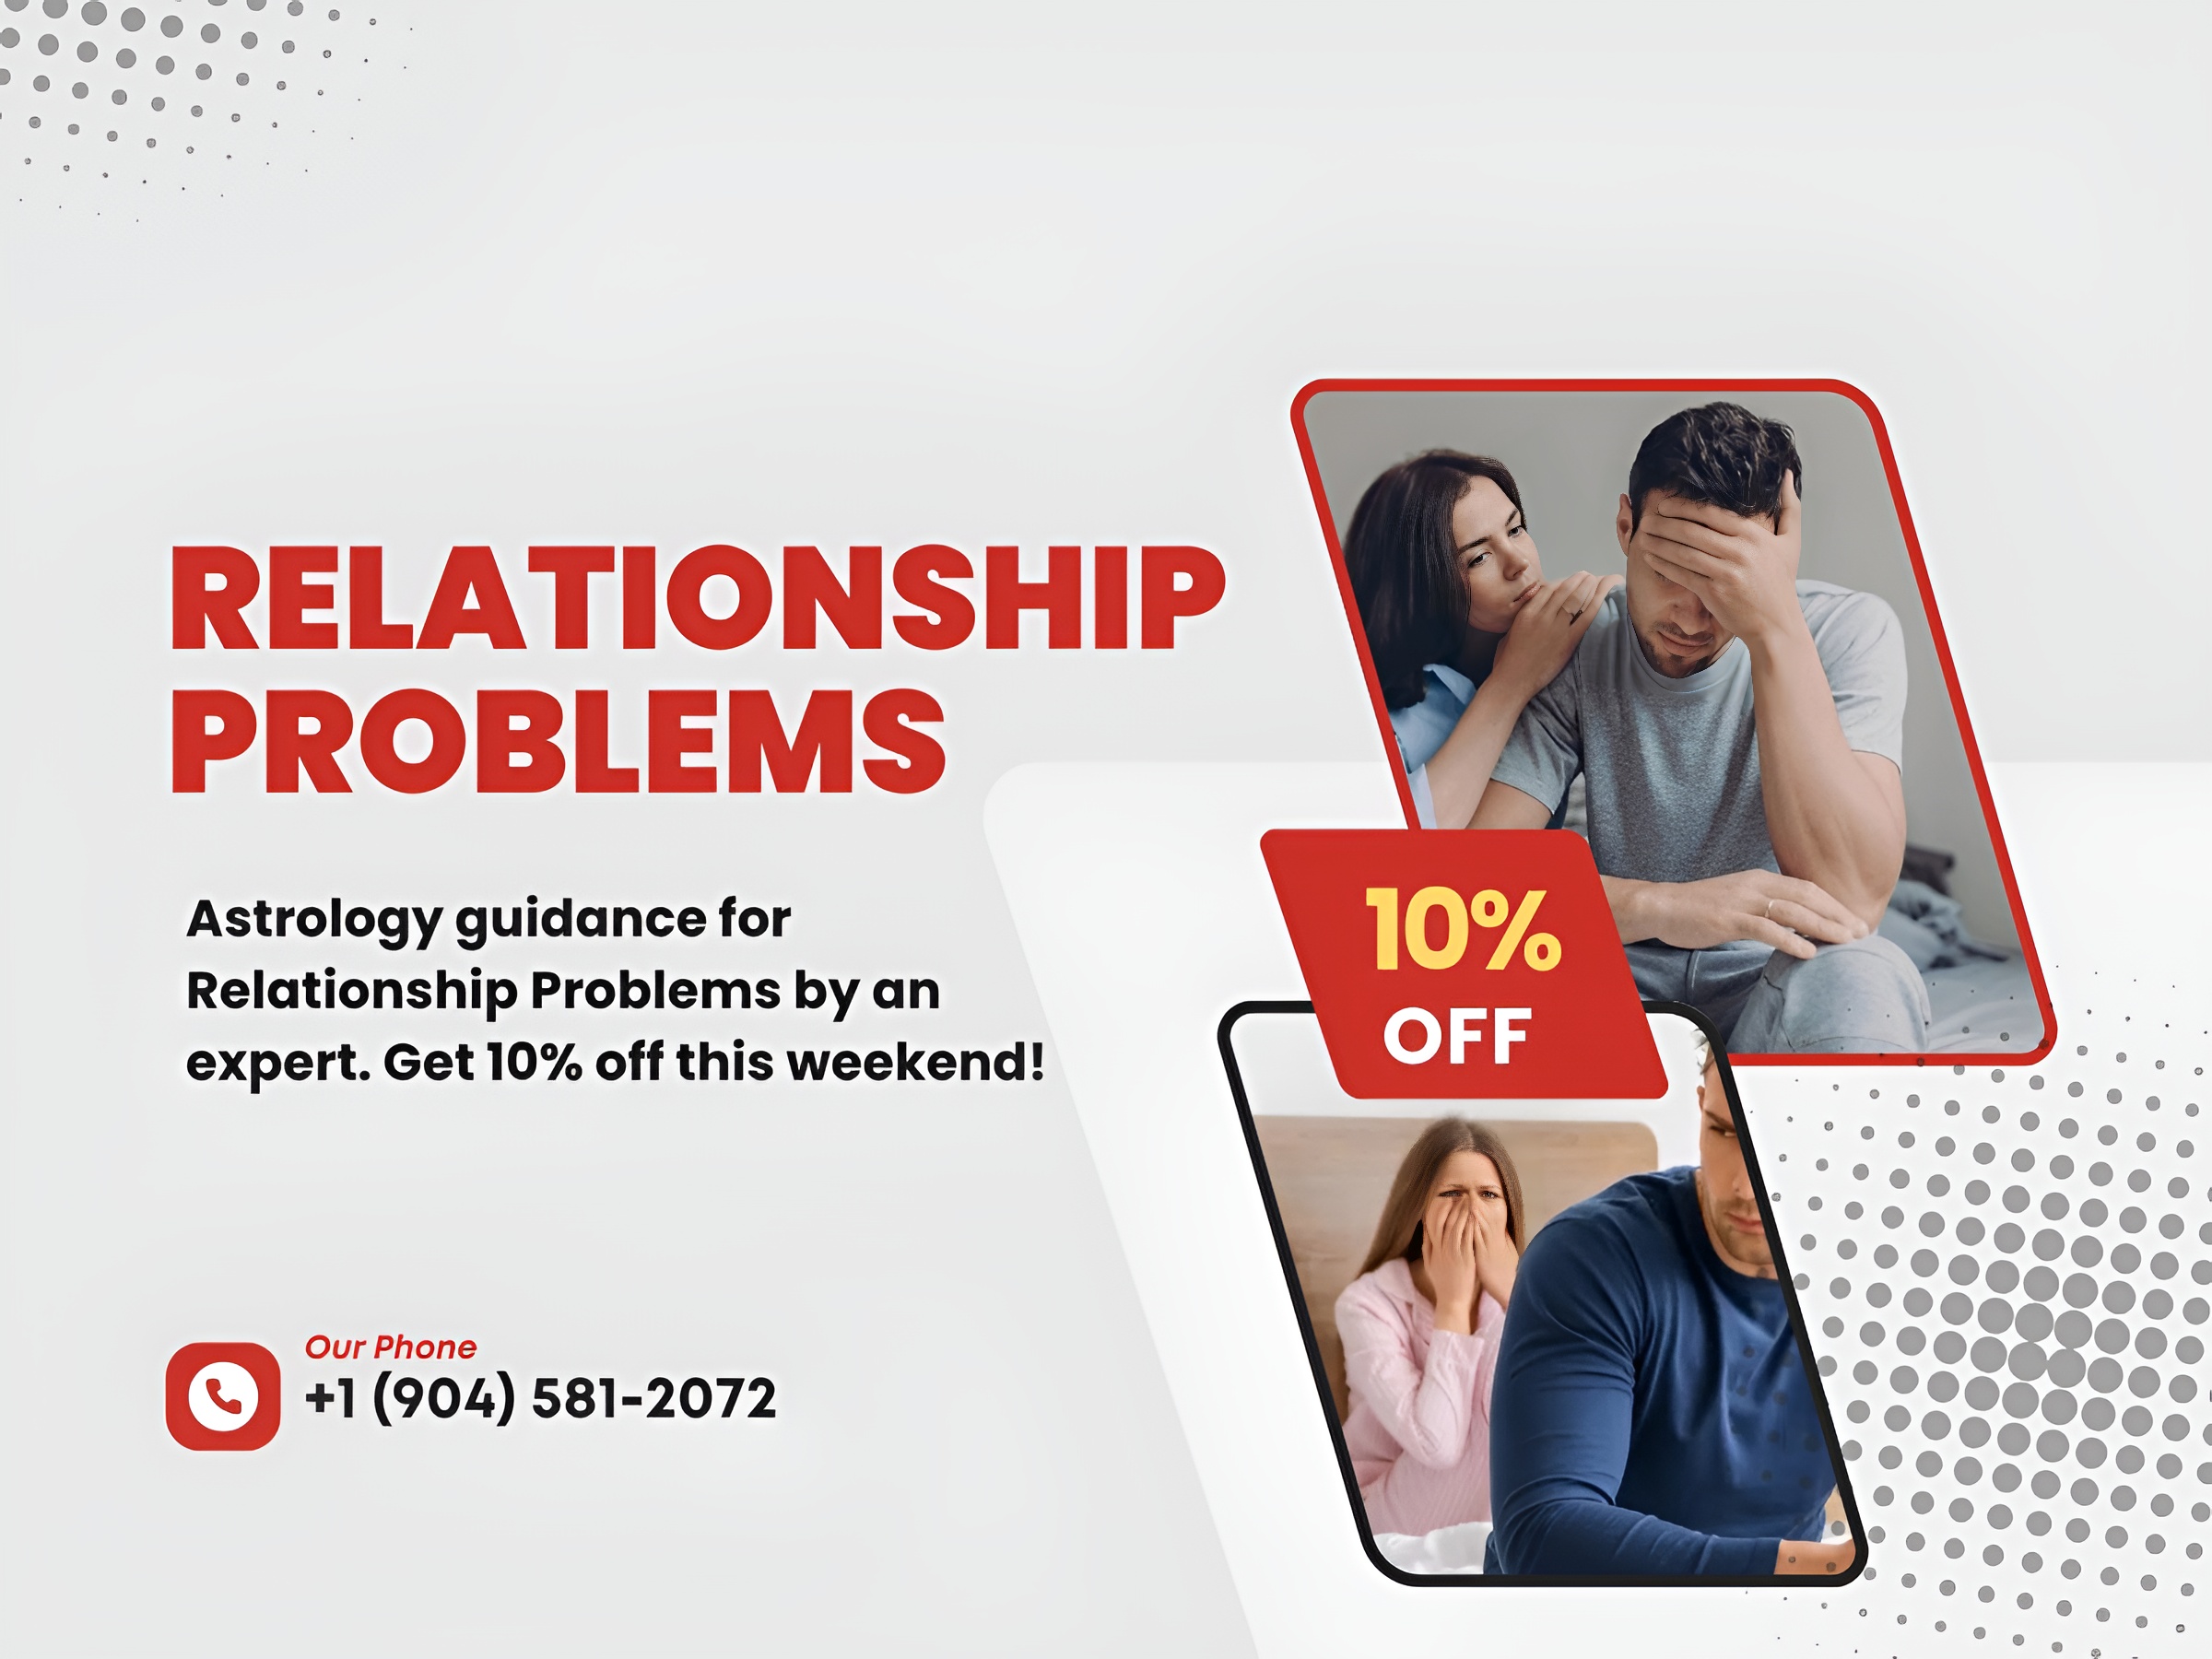 RELATIONSHIP
PROBLEMS
Astrology guidance for
Relationship Problems by an
expert. Get 10% off this weekend!
10%
OFF
Our Phone
+1 (904) 581-2072